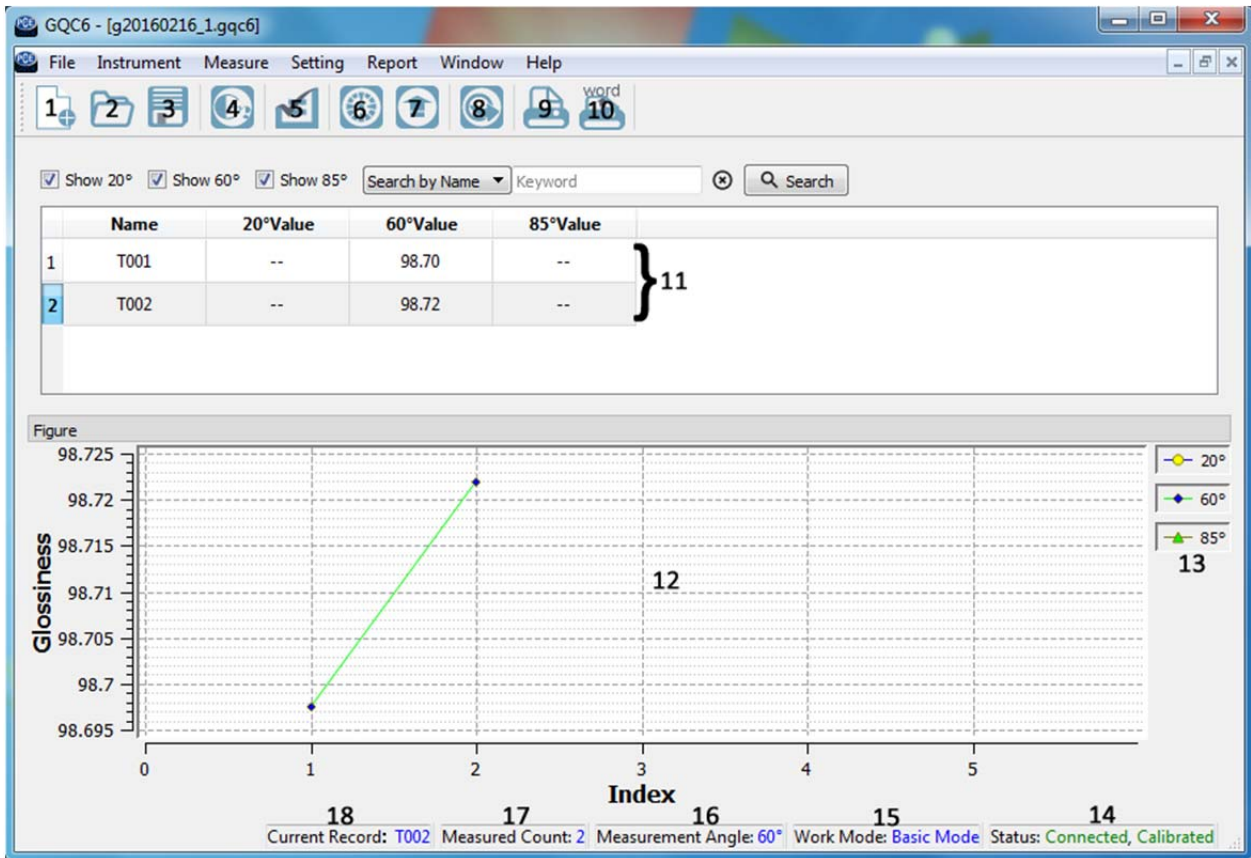 GQC6 - [g20160216_1.gqc6]
File Instrument Measure Setting Report Window Help
word
1 2 3 4 5 6 7 8 9 10
Show 20° Show 60° Show 85° Search by Name Keyword Search
Name 20°Value 60°Value 85°Value
1 T001 -- 98.70 --
11
2 T002 -- 98.72 --
Figure
98.725
98.72
98.715
98.71
98.705
98.7
98.695
Glossiness
12
20°
60°
85°
13
0 1 2 3 4 5
Index
18 17 16 15 14
Current Record: T002 Measured Count: 2 Measurement Angle: 60° Work Mode: Basic Mode Status: Connected, Calibrated